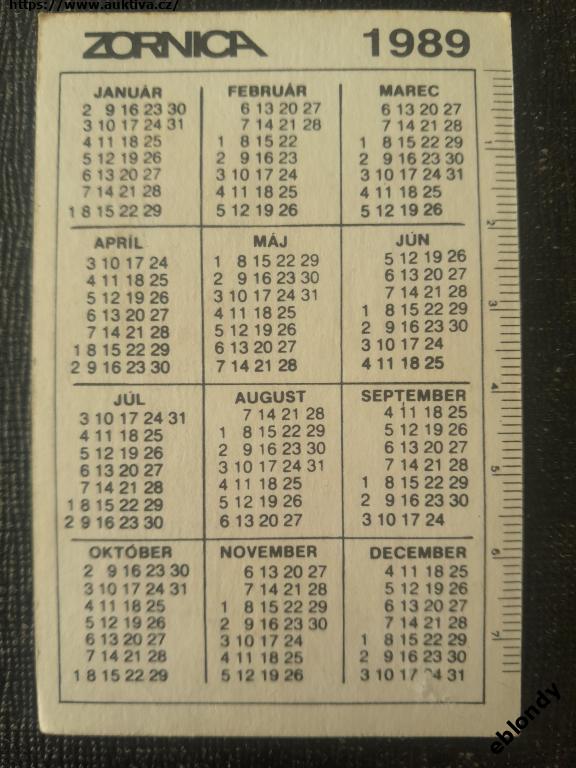 https://www.auktiva.cz/
ZORNICA 1989
JANUÁR FEBRUÁR MAREC
2 9 16 23 30 6 13 20 27 6 13 20 27
3 10 17 24 31 7 14 21 28 7 14 21 28
4 11 18 25 1 8 15 22 1 8 15 22 29
5 12 19 26 2 9 16 23 2 9 16 23 30
6 13 20 27 3 10 17 24 3 10 17 24 31
7 14 21 28 4 11 18 25 4 11 18 25
1 8 15 22 29 5 12 19 26 5 12 19 26
APRÍL MÁJ JÚN
3 10 17 24 1 8 15 22 29 5 12 19 26
4 11 18 25 2 9 16 23 30 6 13 20 27
5 12 19 26 3 10 17 24 31 7 14 21 28
6 13 20 27 4 11 18 25 1 8 15 22 29
7 14 21 28 5 12 19 26 2 9 16 23 30
1 8 15 22 29 6 13 20 27 3 10 17 24
2 9 16 23 30 7 14 21 28 4 11 18 25
JÚL AUGUST SEPTEMBER
3 10 17 24 31 7 14 21 28 4 11 18 25
4 11 18 25 1 8 15 22 29 5 12 19 26
5 12 19 26 2 9 16 23 30 6 13 20 27
6 13 20 27 3 10 17 24 31 7 14 21 28
7 14 21 28 4 11 18 25 1 8 15 22 29
1 8 15 22 29 5 12 19 26 2 9 16 23 30
2 9 16 23 30 6 13 20 27 3 10 17 24
OKTÓBER NOVEMBER DECEMBER
2 9 16 23 30 6 13 20 27 4 11 18 25
3 10 17 24 31 7 14 21 28 5 12 19 26
4 11 18 25 1 8 15 22 29 6 13 20 27
5 12 19 26 2 9 16 23 30 7 14 21 28
6 13 20 27 3 10 17 24 1 8 15 22 29
7 14 21 28 4 11 18 25 2 9 16 23 30
1 8 15 22 29 5 12 19 26 3 10 17 24 31
1
2
3
4
5
6
7
eblondy